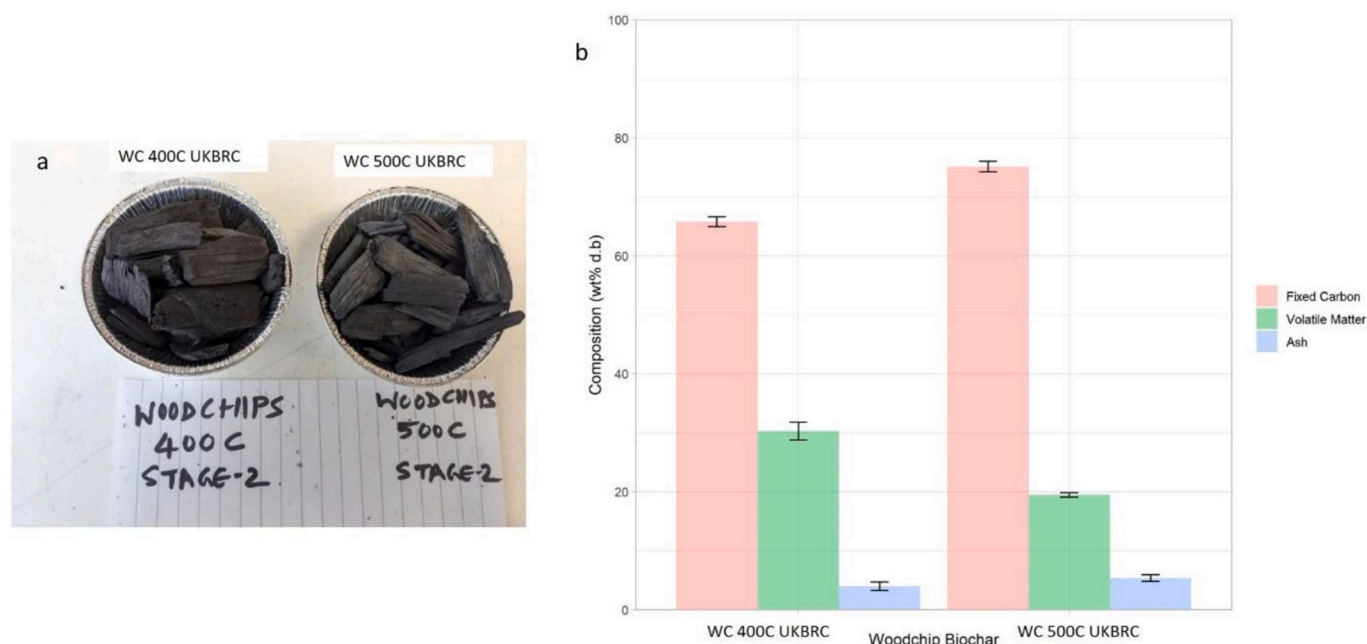 a
WC 400C UKBRC
WC 500C UKBRC
WOODCHIPS
400C
STAGE-2
WOODCHIPS
500C
STAGE-2
b
100
80
60
40
20
0
Composition (wt% d.b)
WC 400C UKBRC
WC 500C UKBRC
Woodchip Biochar
Fixed Carbon
Volatile Matter
Ash